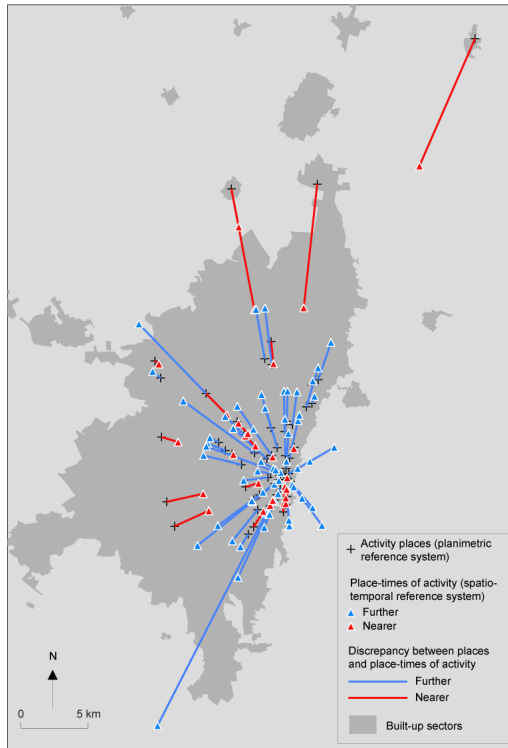 Activity places (planimetric
reference system)
Place-times of activity (spatio-
temporal reference system)
Further
Nearer
Discrepancy between places
and place-times of activity
Further
Nearer
Built-up sectors
N
0 5 km